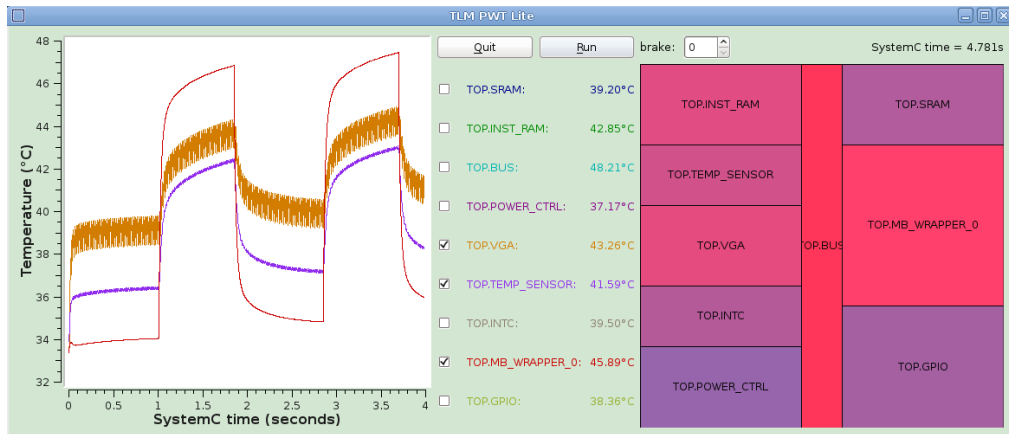 TLM PWT Lite
Quit Run brake: 0 SystemC time = 4.781s
48
46
44
42
40
38
36
34
32
Temperature (°C)
0 0.5 1 1.5 2 2.5 3 3.5 4
SystemC time (seconds)
TOP.SRAM: 39.20°C
TOP.INST_RAM: 42.85°C
TOP.BUS: 48.21°C
TOP.POWER_CTRL: 37.17°C
TOP.VGA: 43.26°C
TOP.TEMP_SENSOR: 41.59°C
TOP.INTC: 39.50°C
TOP.MB_WRAPPER_0: 45.89°C
TOP.GPIO: 38.36°C
TOP.INST_RAM
TOP.TEMP_SENSOR
TOP.VGA
TOP.INTC
TOP.POWER_CTRL
TOP.BUS
TOP.SRAM
TOP.MB_WRAPPER_0
TOP.GPIO